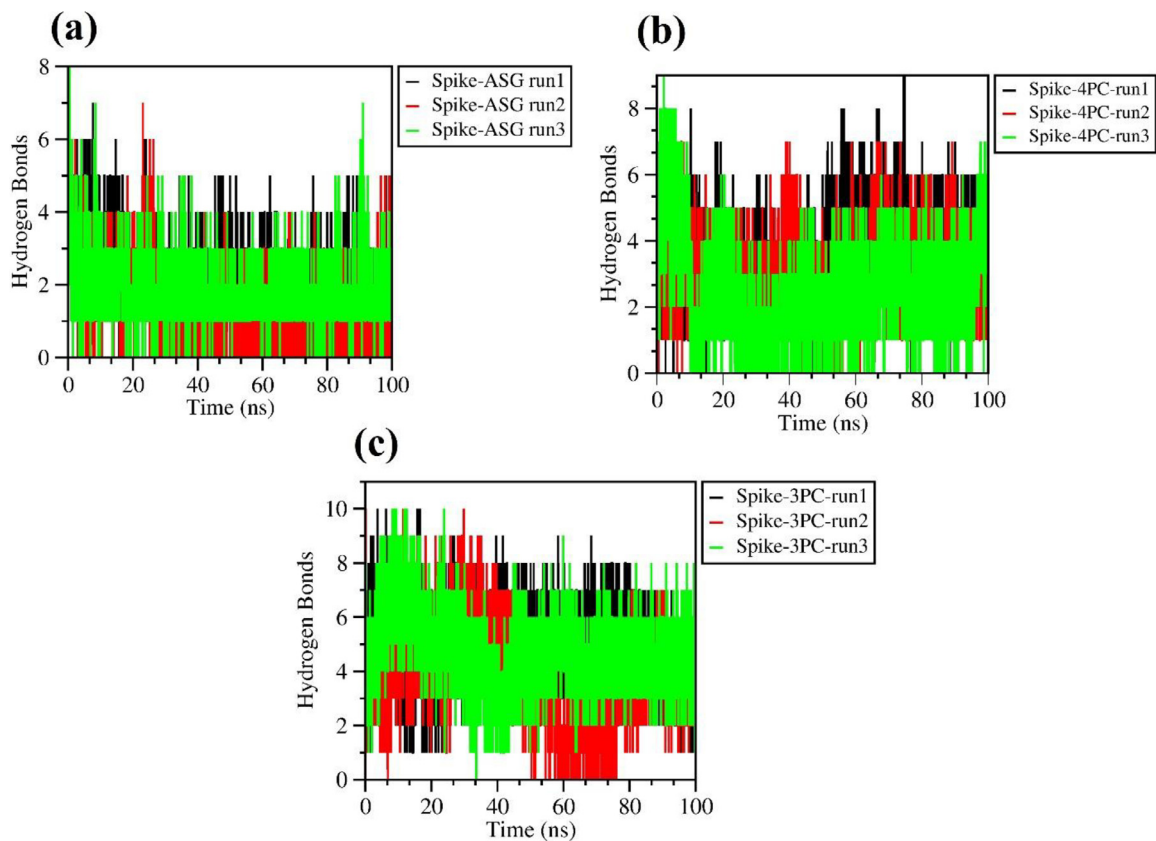 (a)
Hydrogen Bonds
8
6
4
2
0
0 20 40 60 80 100
Time (ns)
Spike-ASG run1
Spike-ASG run2
Spike-ASG run3
(b)
Hydrogen Bonds
8
6
4
2
0
0 20 40 60 80 100
Time (ns)
Spike-4PC-run1
Spike-4PC-run2
Spike-4PC-run3
(c)
Hydrogen Bonds
10
8
6
4
2
0
0 20 40 60 80 100
Time (ns)
Spike-3PC-run1
Spike-3PC-run2
Spike-3PC-run3